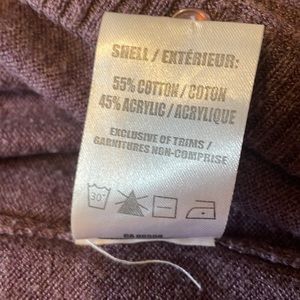 SHELL / EXTÉRIEUR:
55% COTTON / COTON
45% ACRYLIC / ACRYLIQUE
EXCLUSIVE OF TRIMS /
GARNITURES NON-COMPRISE
30°